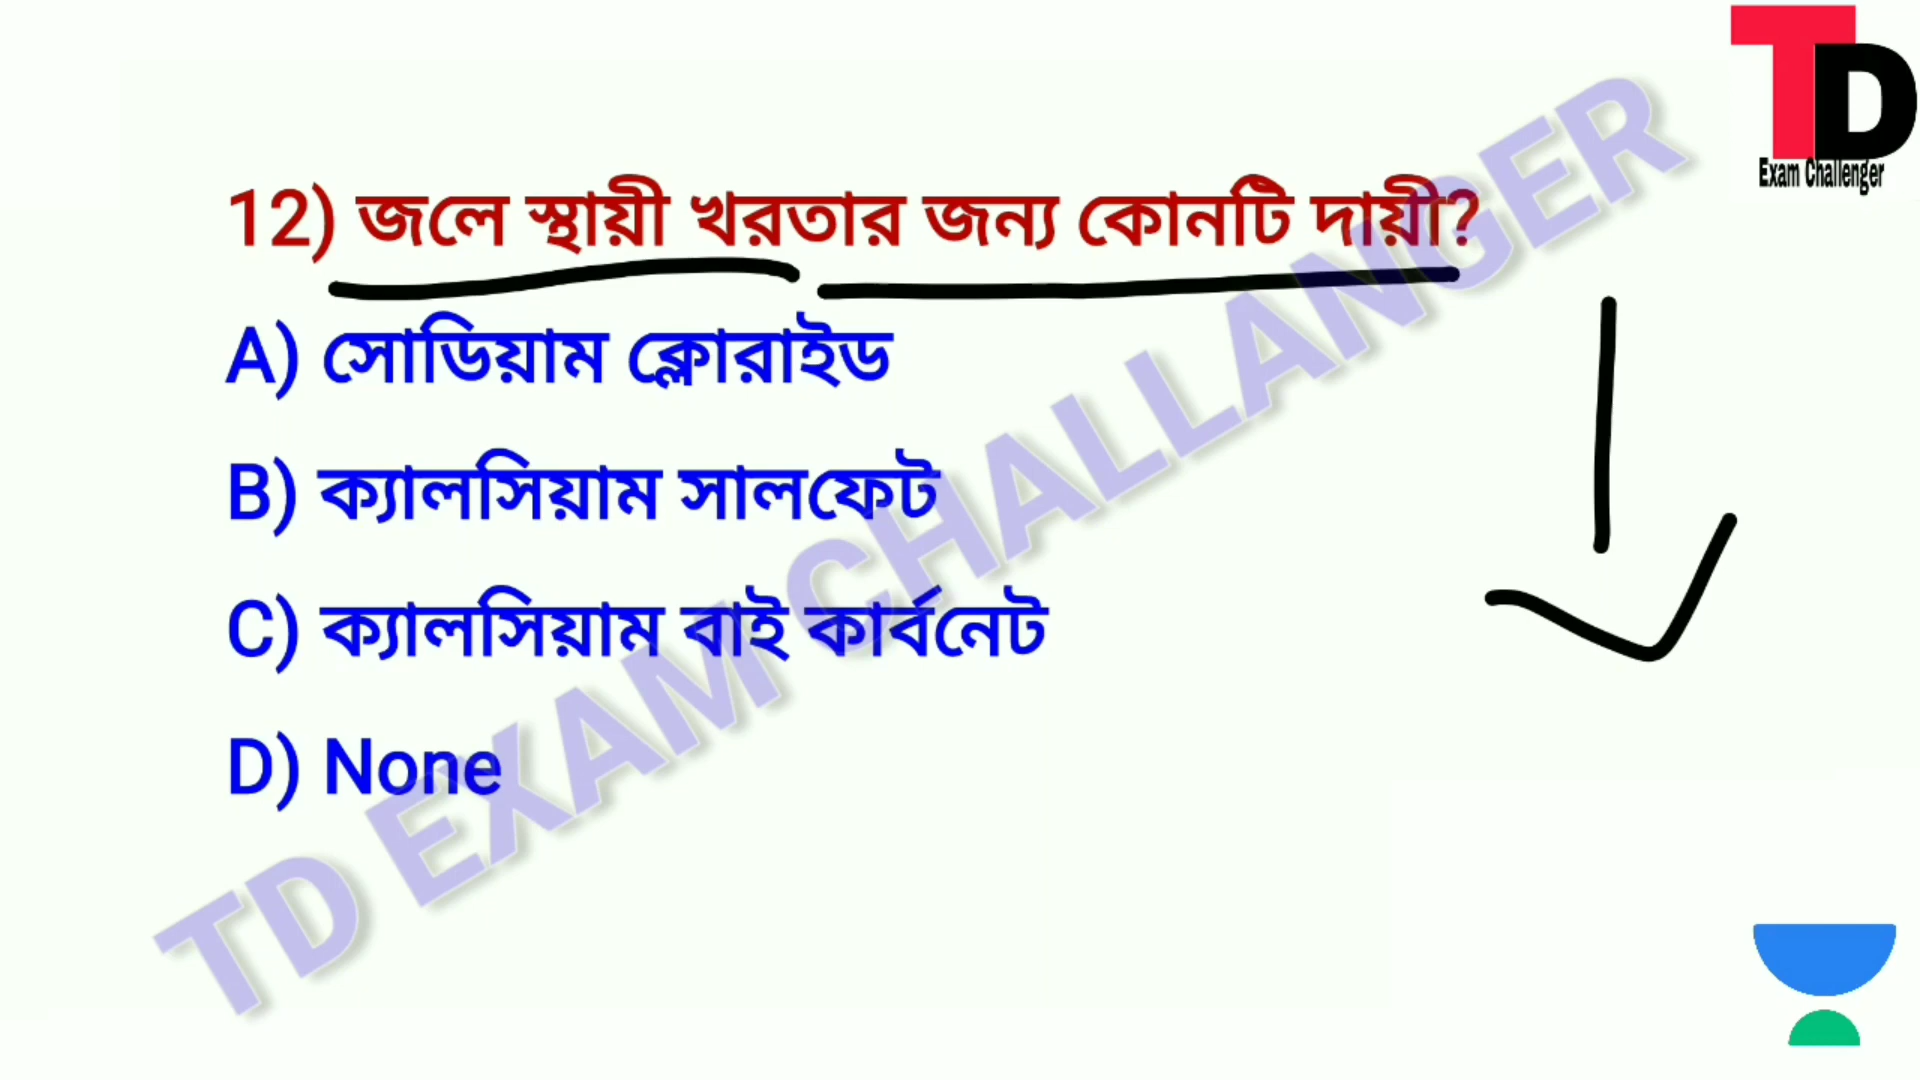 TD
Exam Challenger
12) জলে স্থায়ী খরতার জন্য কোনটি দায়ী?
A) সোডিয়াম ক্লোরাইড
B) ক্যালসিয়াম সালফেট
C) ক্যালসিয়াম বাই কার্বনেট
D) None
TD EXAM CHALLANGER